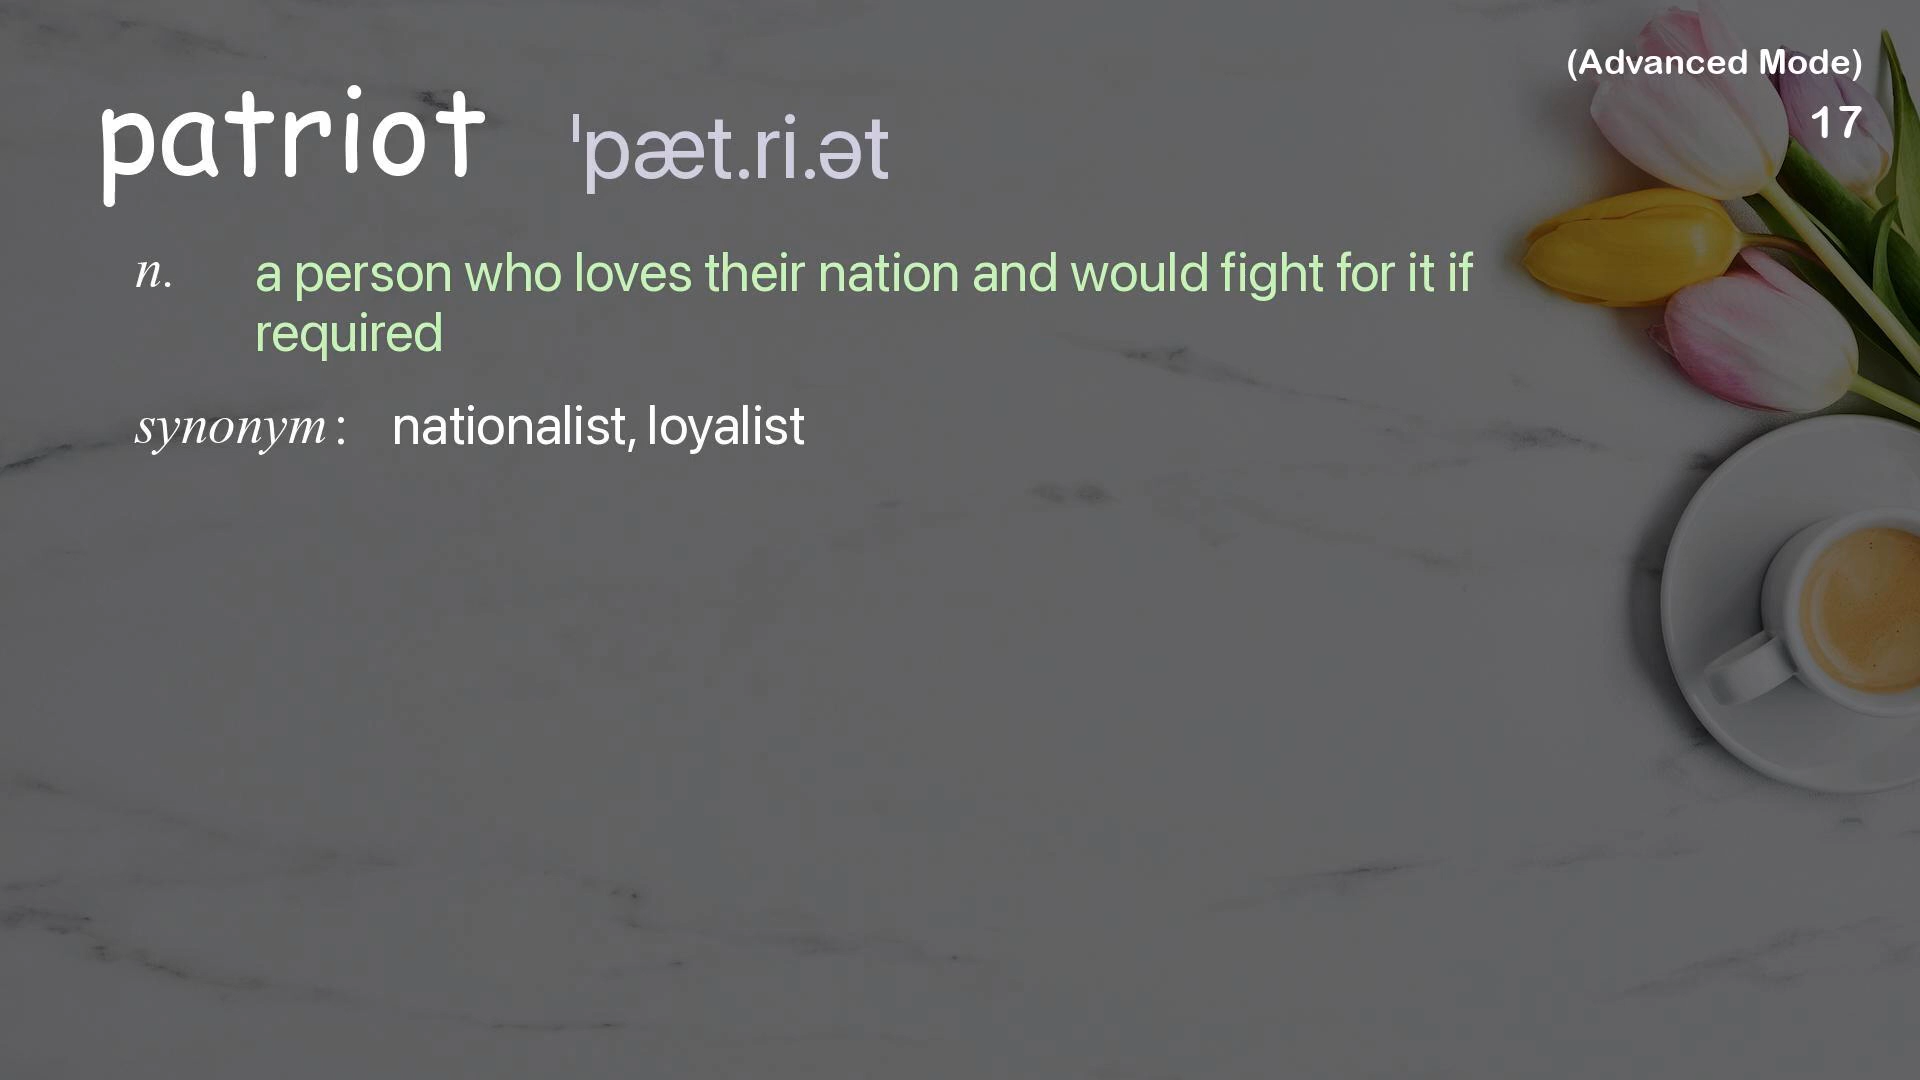 (Advanced Mode)
17
patriot ˈpæt.ri.ət
n. a person who loves their nation and would fight for it if
required
synonym: nationalist, loyalist